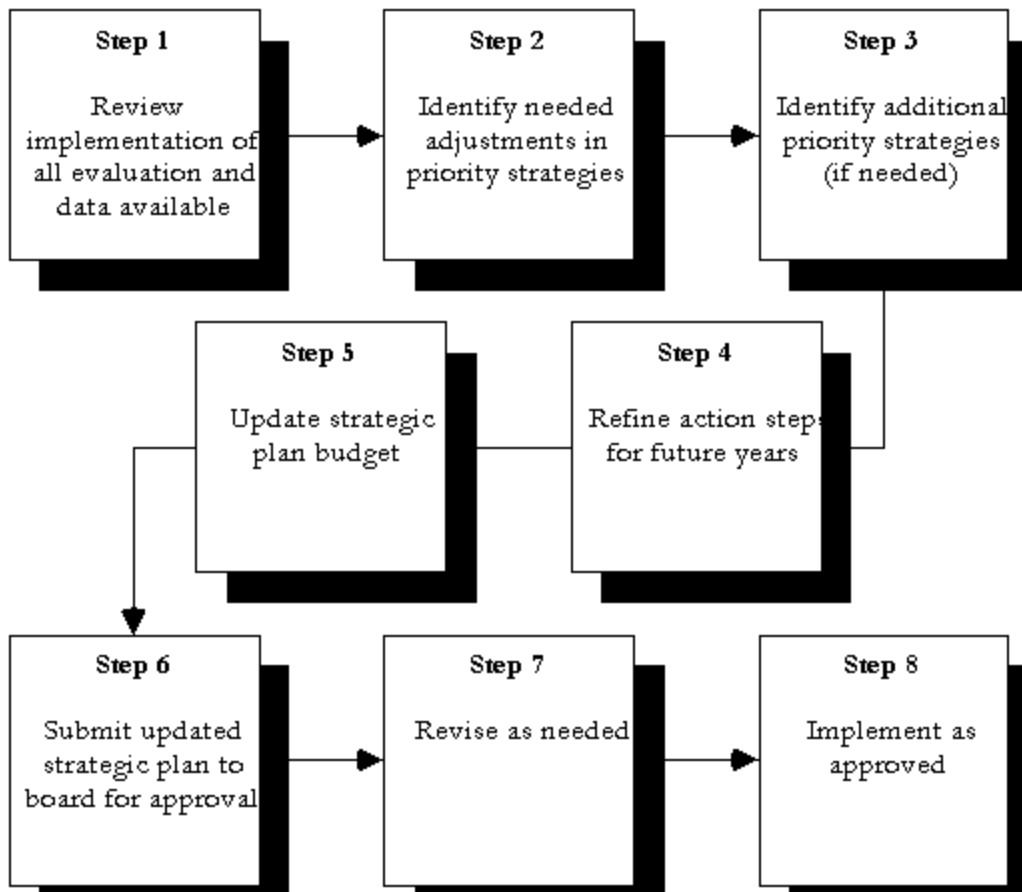 Step 1
Review
implementation of
all evaluation and
data available
Step 2
Identify needed
adjustments in
priority strategies
Step 3
Identify additional
priority strategies
(if needed)
Step 4
Refine action steps
for future years
Step 5
Update strategic
plan budget
Step 6
Submit updated
strategic plan to
board for approval
Step 7
Revise as needed
Step 8
Implement as
approved